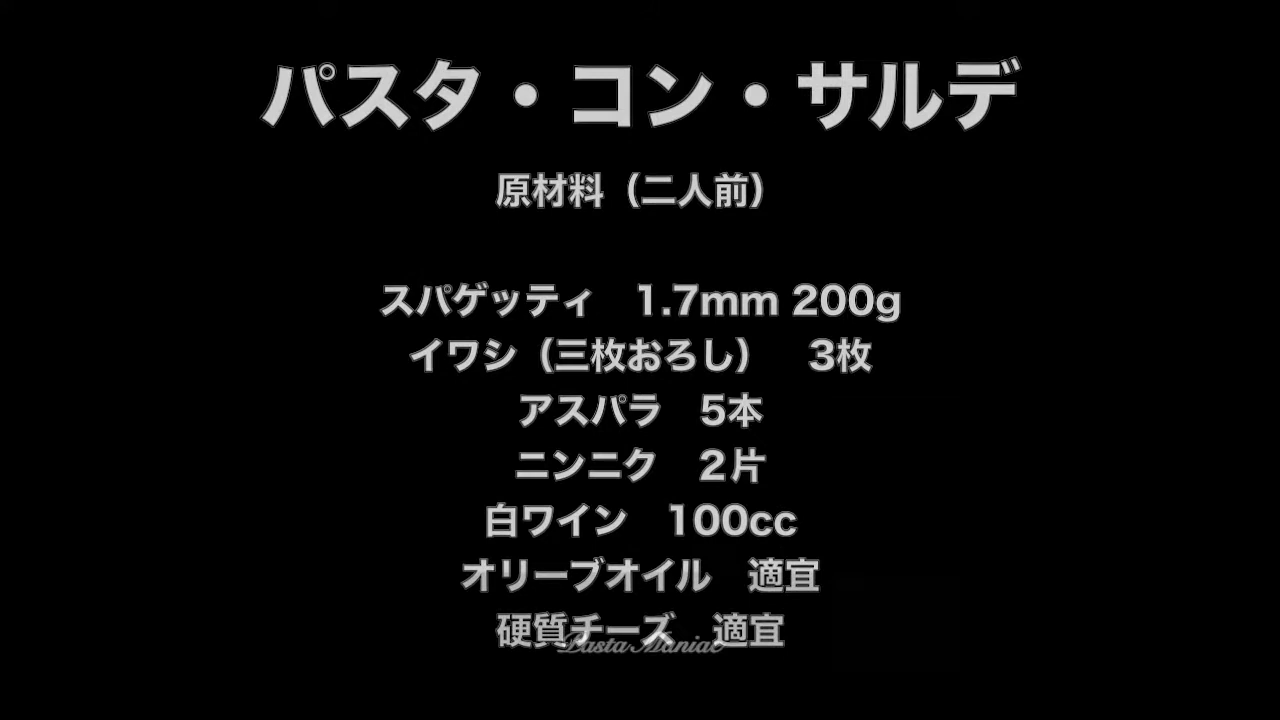 パスタ・コン・サルデ
原材料（二人前）
スパゲッティ　1.7mm 200g
イワシ（三枚おろし）　3枚
アスパラ　5本
ニンニク　2片
白ワイン　100cc
オリーブオイル　適宜
硬質チーズ　適宜
Pasta Maniac